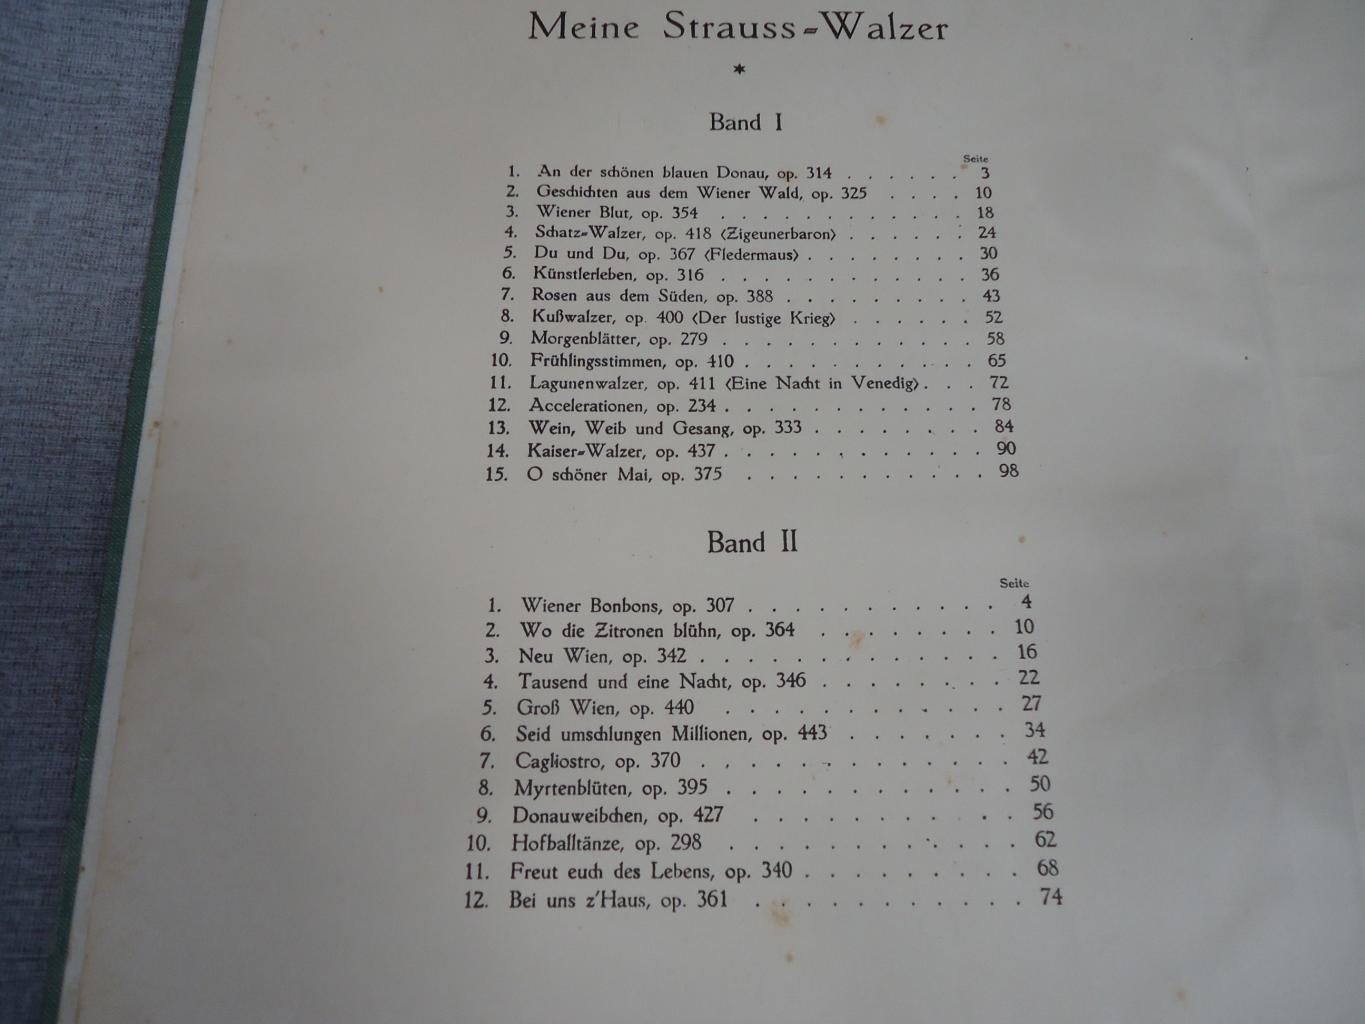 Meine Strauss-Walzer
*
Band I
Seite
1. An der schönen blauen Donau, op. 314 . . . . . . 3
2. Geschichten aus dem Wiener Wald, op. 325 . . . . 10
3. Wiener Blut, op. 354 . . . . . . . . . . . . 18
4. Schatz-Walzer, op. 418 ‹Zigeunerbaron› . . . . . . 24
5. Du und Du, op. 367 ‹Fledermaus› . . . . . . . . 30
6. Künstlerleben, op. 316 . . . . . . . . . . . . 36
7. Rosen aus dem Süden, op. 388 . . . . . . . . . 43
8. Kußwalzer, op. 400 ‹Der lustige Krieg› . . . . . . 52
9. Morgenblätter, op. 279 . . . . . . . . . . . . 58
10. Frühlingsstimmen, op. 410 . . . . . . . . . . . 65
11. Lagunenwalzer, op. 411 ‹Eine Nacht in Venedig› . . . 72
12. Accelerationen, op. 234 . . . . . . . . . . . . 78
13. Wein, Weib und Gesang, op. 333 . . . . . . . . 84
14. Kaiser-Walzer, op. 437 . . . . . . . . . . . . 90
15. O schöner Mai, op. 375 . . . . . . . . . . . 98
Band II
Seite
1. Wiener Bonbons, op. 307 . . . . . . . . . . . 4
2. Wo die Zitronen blühn, op. 364 . . . . . . . . 10
3. Neu Wien, op. 342 . . . . . . . . . . . . . 16
4. Tausend und eine Nacht, op. 346 . . . . . . . . 22
5. Groß Wien, op. 440 . . . . . . . . . . . . 27
6. Seid umschlungen Millionen, op. 443 . . . . . . . 34
7. Cagliostro, op. 370 . . . . . . . . . . . . . 42
8. Myrtenblüten, op. 395 . . . . . . . . . . . . 50
9. Donauweibchen, op. 427 . . . . . . . . . . . 56
10. Hofballtänze, op. 298 . . . . . . . . . . . . 62
11. Freut euch des Lebens, op. 340 . . . . . . . . . 68
12. Bei uns z'Haus, op. 361 . . . . . . . . . . . 74